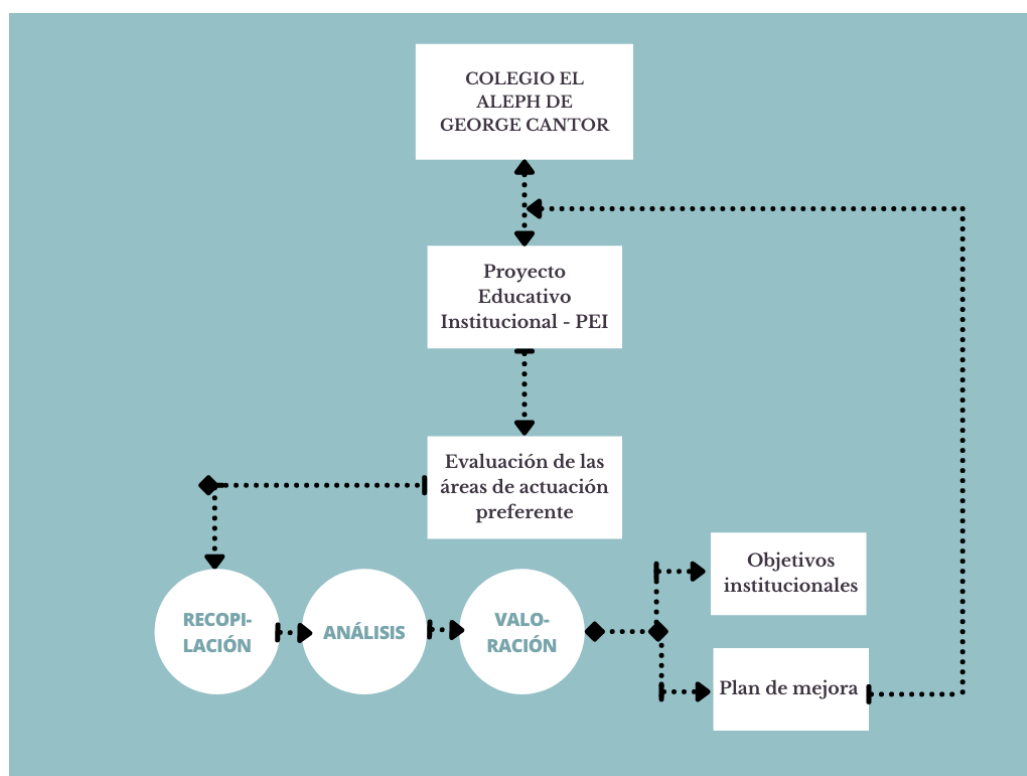 COLEGIO EL
ALEPH DE
GEORGE CANTOR
Proyecto
Educativo
Institucional - PEI
Evaluación de las
áreas de actuación
preferente
RECOPI-
LACIÓN
ANÁLISIS
VALO-
RACIÓN
Objetivos
institucionales
Plan de mejora